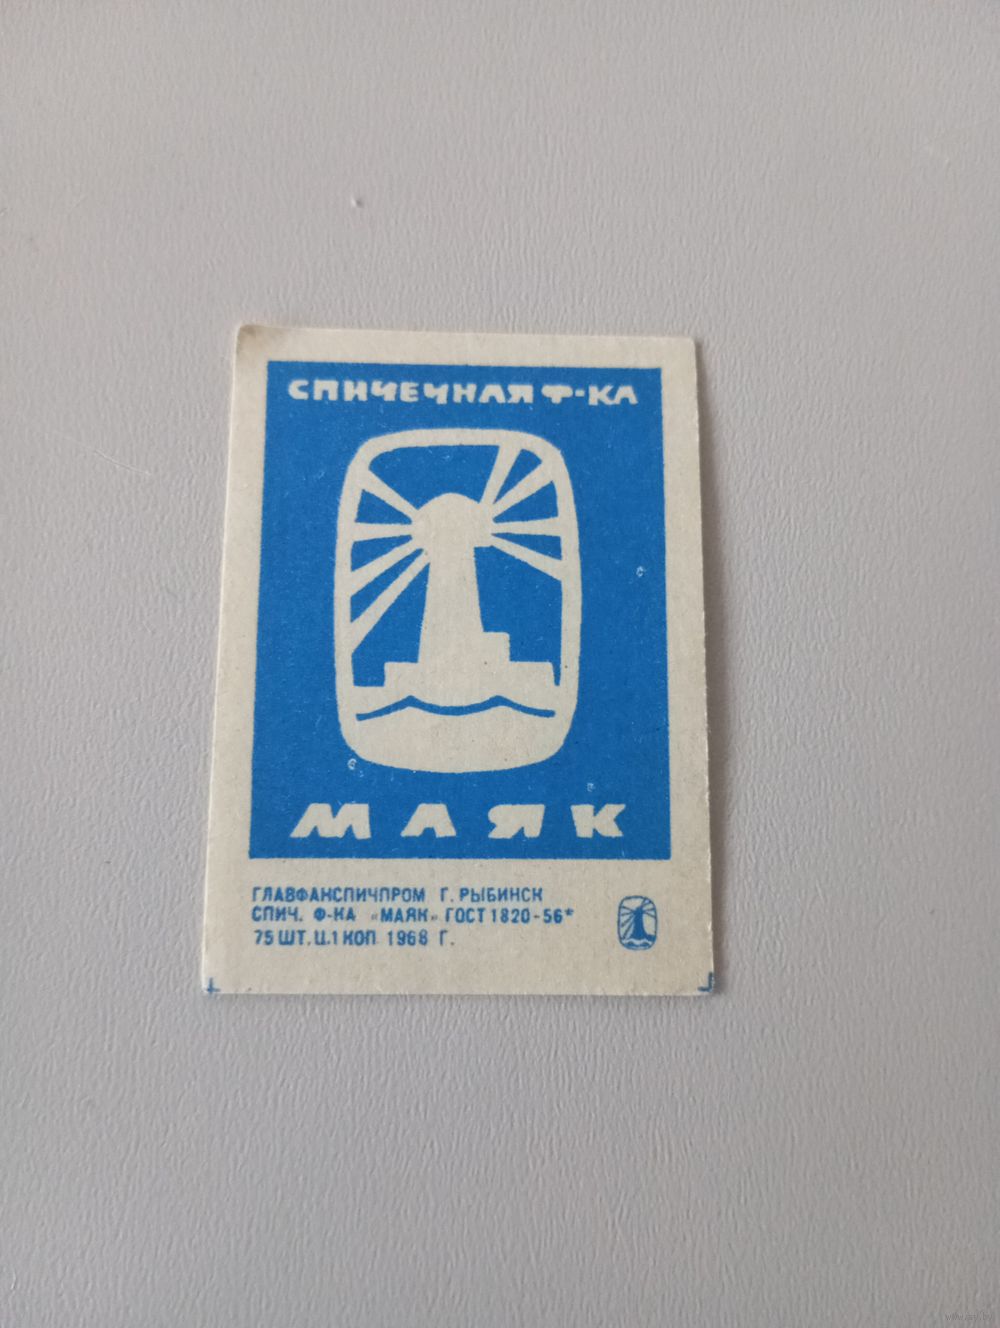 СПИЧЕЧНАЯ Ф-КА
МАЯК
ГЛАВФАНСПИЧПРОМ Г. РЫБИНСК
СПИЧ. Ф-КА «МАЯК» ГОСТ 1820-56*
75 ШТ. Ц. 1 КОП 1968 Г.